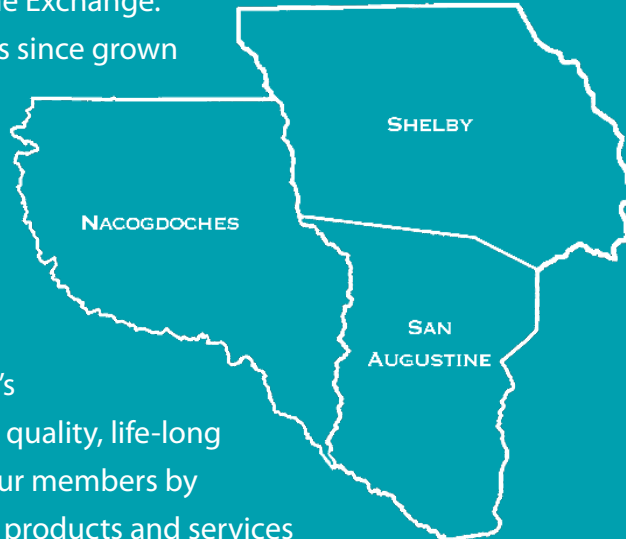 e Exchange.
s since grown
SHELBY
NACOGDOCHES
SAN
AUGUSTINE
's
quality, life-long
ur members by
products and services